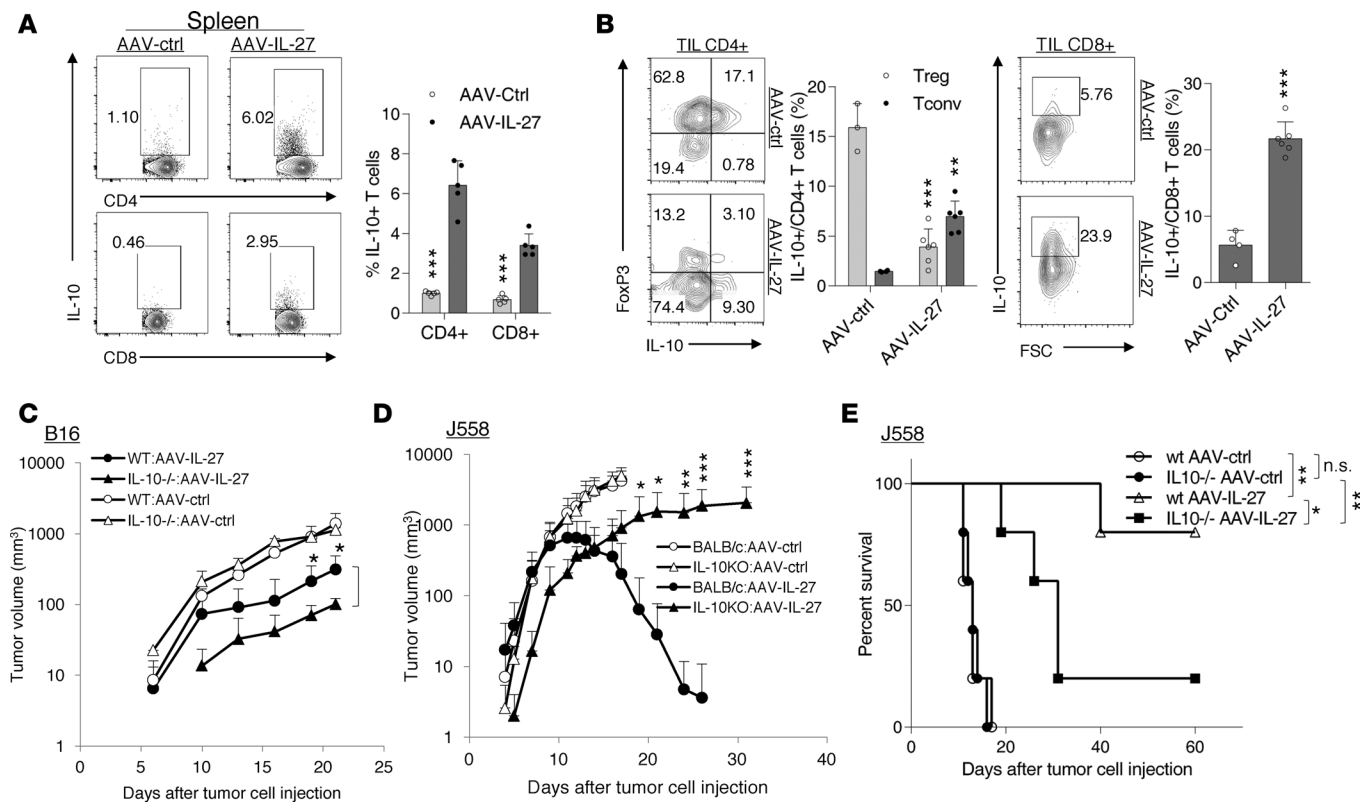 A
Spleen
AAV-ctrl AAV-IL-27
1.10
6.02
CD4
0.46
2.95
IL-10
CD8
AAV-Ctrl
AAV-IL-27
% IL-10+ T cells
10
8
6
4
2
0
***
***
CD4+ CD8+
B
TIL CD4+
62.8 17.1
19.4 0.78
AAV-ctrl
13.2 3.10
74.4 9.30
AAV-IL-27
FoxP3
IL-10
IL-10+/CD4+ T cells (%)
20
15
10
5
0
Treg
Tconv
***
**
AAV-ctrl
AAV-IL-27
TIL CD8+
5.76
AAV-ctrl
23.9
AAV-IL-27
IL-10
FSC
IL-10+/CD8+ T cells (%)
30
20
10
0
***
AAV-Ctrl
AAV-IL-27
C
B16
WT:AAV-IL-27
IL-10-/-:AAV-IL-27
WT:AAV-ctrl
IL-10-/-:AAV-ctrl
Tumor volume (mm3)
10000
1000
100
10
1
* *
0 5 10 15 20 25
Days after tumor cell injection
D
J558
Tumor volume (mm3)
10000
1000
100
10
1
* * ** *** ***
BALB/c:AAV-ctrl
IL-10KO:AAV-ctrl
BALB/c:AAV-IL-27
IL-10KO:AAV-IL-27
0 10 20 30 40
Days after tumor cell injection
E
J558
wt AAV-ctrl
IL10-/- AAV-ctrl
wt AAV-IL-27
IL10-/- AAV-IL-27
**
n.s.
*
**
Percent survival
100
50
0
0 20 40 60
Days after tumor cell injection